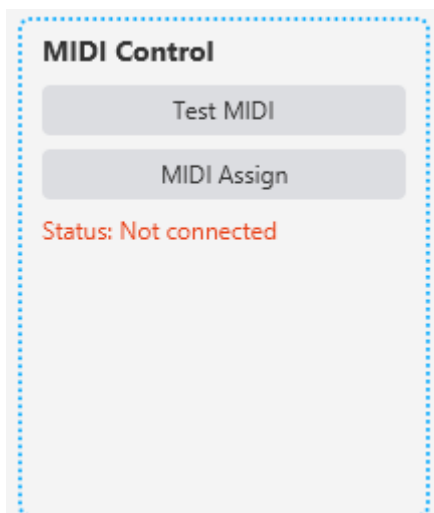 MIDI Control
Test MIDI
MIDI Assign
Status: Not connected